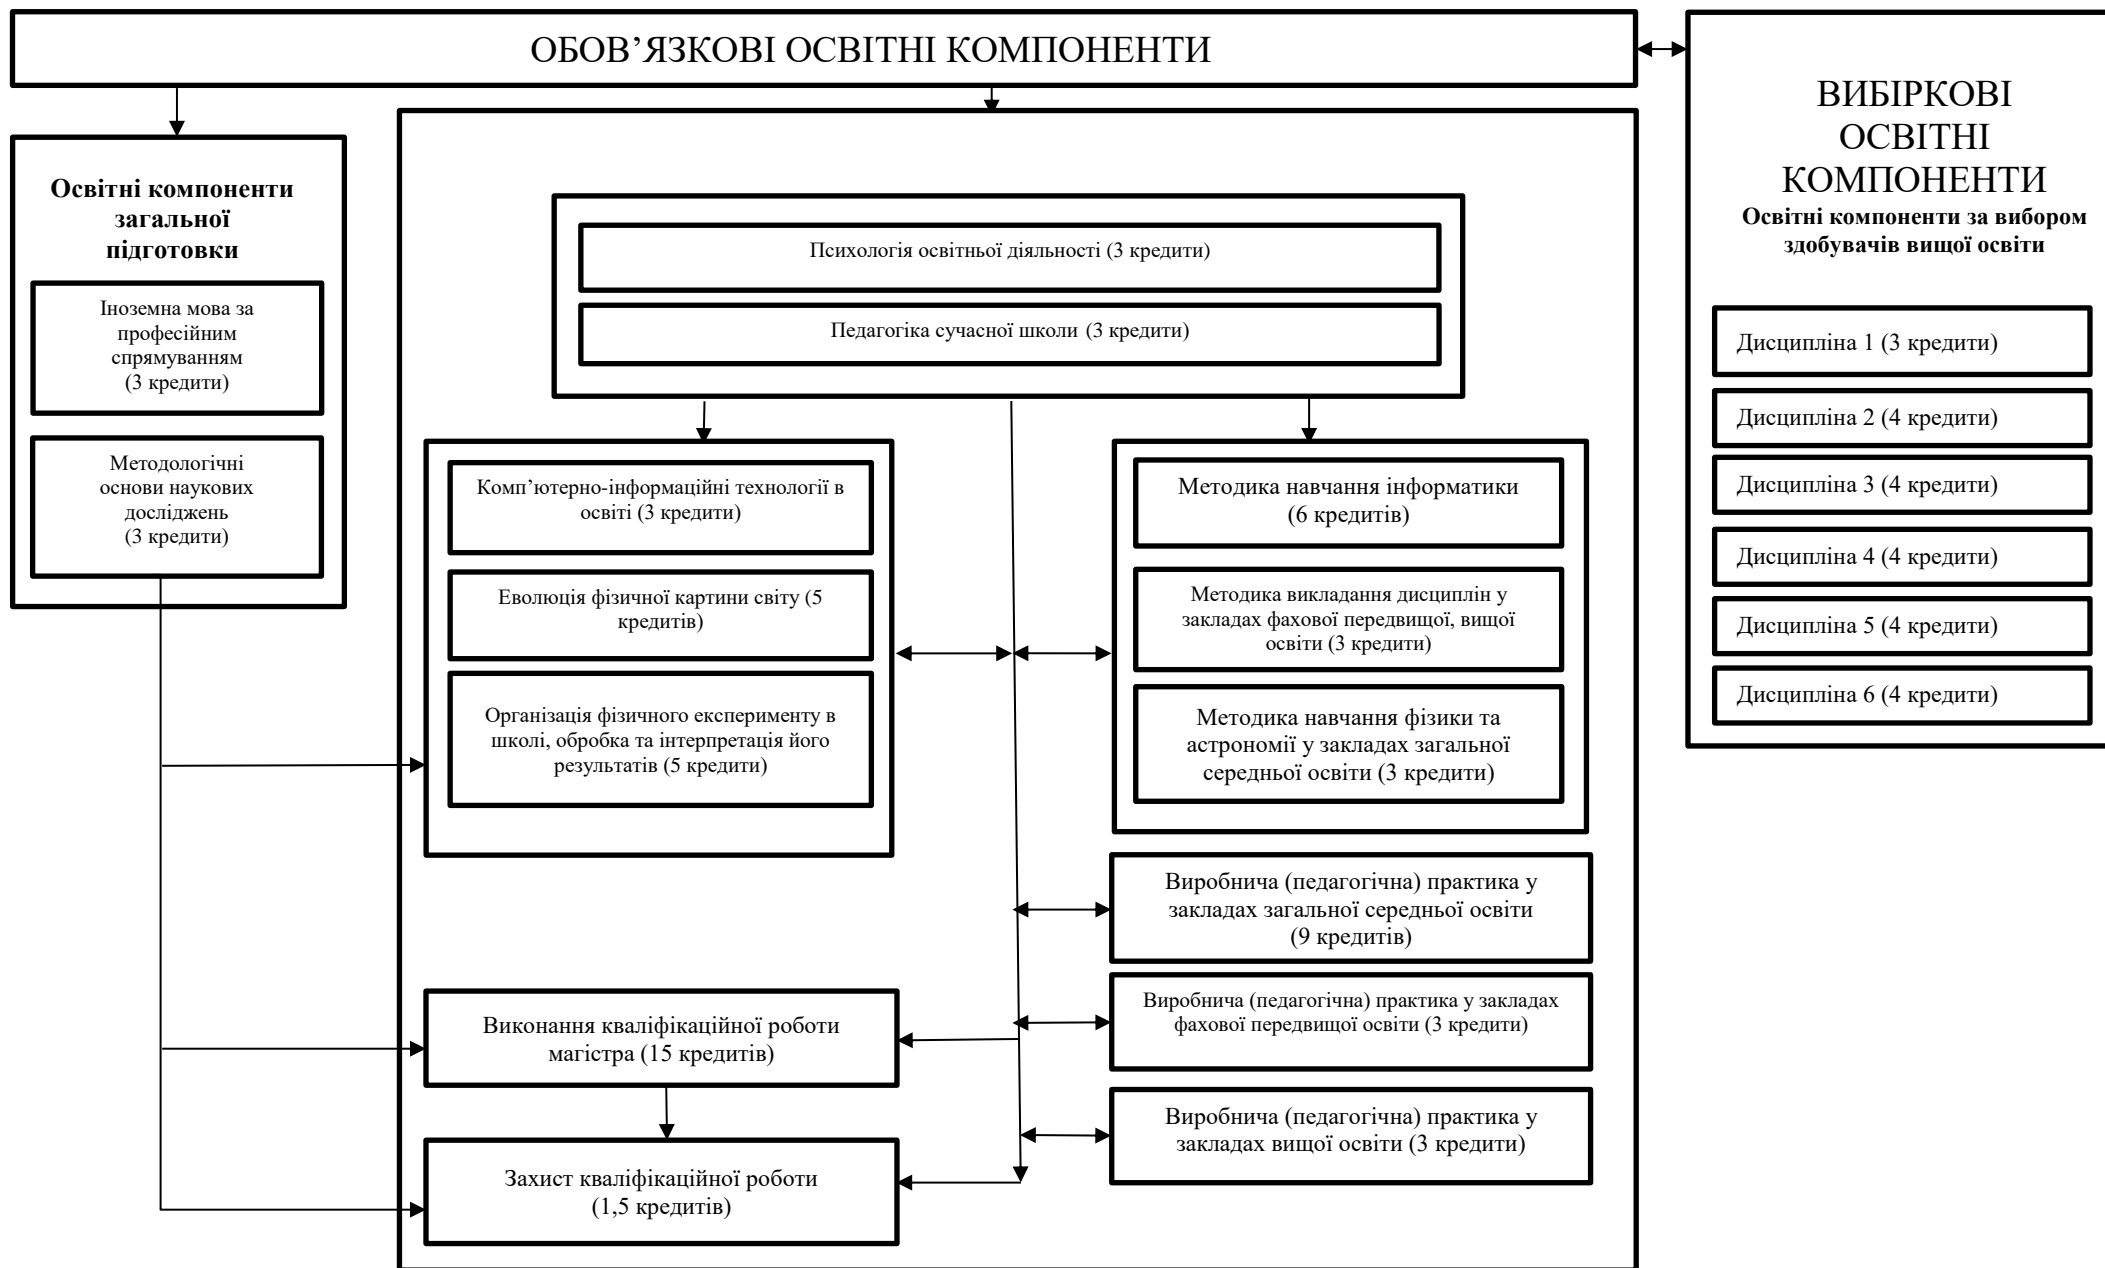 ОБОВ’ЯЗКОВІ ОСВІТНІ КОМПОНЕНТИ
Освітні компоненти
загальної
підготовки
Іноземна мова за
професійним
спрямуванням
(3 кредити)
Методологічні
основи наукових
досліджень
(3 кредити)
Психологія освітньої діяльності (3 кредити)
Педагогіка сучасної школи (3 кредити)
Комп’ютерно-інформаційні технології в
освіті (3 кредити)
Еволюція фізичної картини світу (5
кредитів)
Організація фізичного експерименту в
школі, обробка та інтерпретація його
результатів (5 кредити)
Методика навчання інформатики
(6 кредитів)
Методика викладання дисциплін у
закладах фахової передвищої, вищої
освіти (3 кредити)
Методика навчання фізики та
астрономії у закладах загальної
середньої освіти (3 кредити)
Виробнича (педагогічна) практика у
закладах загальної середньої освіти
(9 кредитів)
Виробнича (педагогічна) практика у закладах
фахової передвищої освіти (3 кредити)
Виробнича (педагогічна) практика у
закладах вищої освіти (3 кредити)
Виконання кваліфікаційної роботи
магістра (15 кредитів)
Захист кваліфікаційної роботи
(1,5 кредитів)
ВИБІРКОВІ
ОСВІТНІ
КОМПОНЕНТИ
Освітні компоненти за вибором
здобувачів вищої освіти
Дисципліна 1 (3 кредити)
Дисципліна 2 (4 кредити)
Дисципліна 3 (4 кредити)
Дисципліна 4 (4 кредити)
Дисципліна 5 (4 кредити)
Дисципліна 6 (4 кредити)